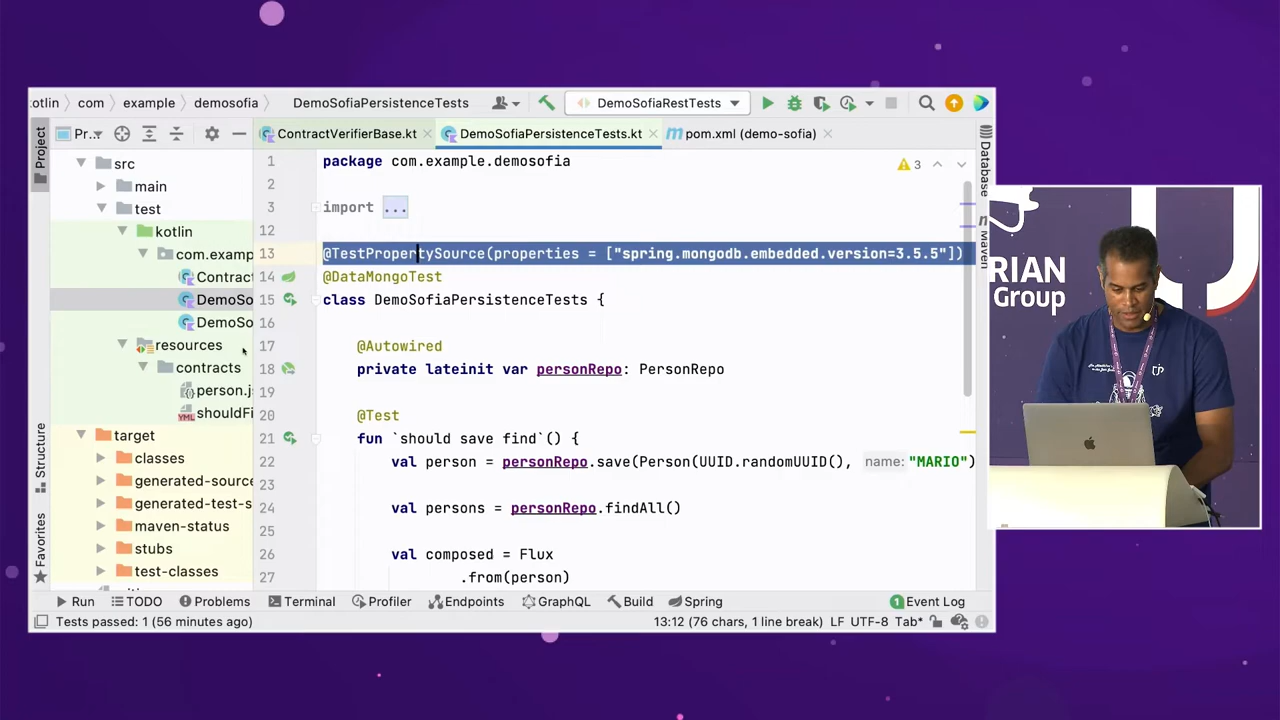 otlin 〉 com 〉 example 〉 demosofia 〉 DemoSofiaPersistenceTests
DemoSofiaRestTests
Project
Pr..
ContractVerifierBase.kt
DemoSofiaPersistenceTests.kt
pom.xml (demo-sofia)
src
main
test
kotlin
com.examp
Contrac
DemoSo
DemoSo
resources
contracts
person.js
shouldFi
target
classes
generated-source
generated-test-s
maven-status
stubs
test-classes
1 package com.example.demosofia
2
3 import ...
12
13 @TestPropertySource(properties = ["spring.mongodb.embedded.version=3.5.5"])
14 @DataMongoTest
15 class DemoSofiaPersistenceTests {
16
17 @Autowired
18 private lateinit var personRepo: PersonRepo
19
20 @Test
21 fun `should save find`() {
22 val person = personRepo.save(Person(UUID.randomUUID(), name: "MARIO")
23
24 val persons = personRepo.findAll()
25
26 val composed = Flux
27 .from(person)
3
Database
maven
Structure
Favorites
Run
TODO
Problems
Terminal
Profiler
Endpoints
GraphQL
Build
Spring
1 Event Log
Tests passed: 1 (56 minutes ago)
13:12 (76 chars, 1 line break) LF UTF-8 Tab*
RIAN
Group